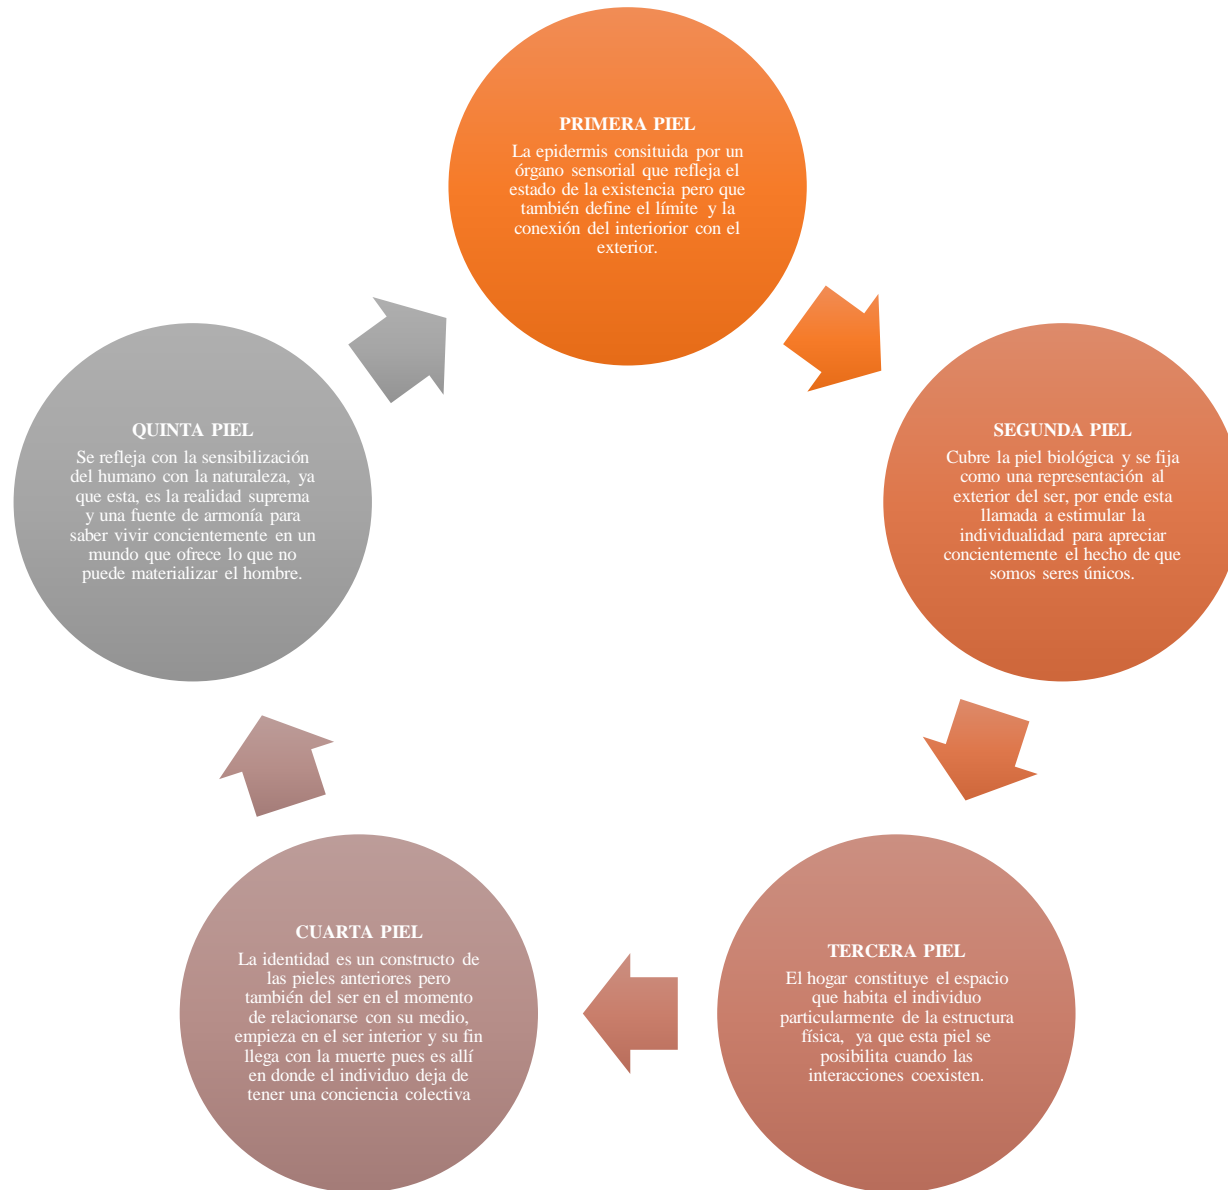 PRIMERA PIEL
La epidermis consituida por un
órgano sensorial que refleja el
estado de la existencia pero que
también define el límite y la
conexión del interiorior con el
exterior.
SEGUNDA PIEL
Cubre la piel biológica y se fija
como una representación al
exterior del ser, por ende esta
llamada a estimular la
individualidad para apreciar
concientemente el hecho de que
somos seres únicos.
TERCERA PIEL
El hogar constituye el espacio
que habita el individuo
particularmente de la estructura
física, ya que esta piel se
posibilita cuando las
interacciones coexisten.
CUARTA PIEL
La identidad es un constructo de
las pieles anteriores pero
también del ser en el momento
de relacionarse con su medio,
empieza en el ser interior y su fin
llega con la muerte pues es allí
en donde el individuo deja de
tener una conciencia colectiva
QUINTA PIEL
Se refleja con la sensibilización
del humano con la naturaleza, ya
que esta, es la realidad suprema
y una fuente de armonía para
saber vivir concientemente en un
mundo que ofrece lo que no
puede materializar el hombre.